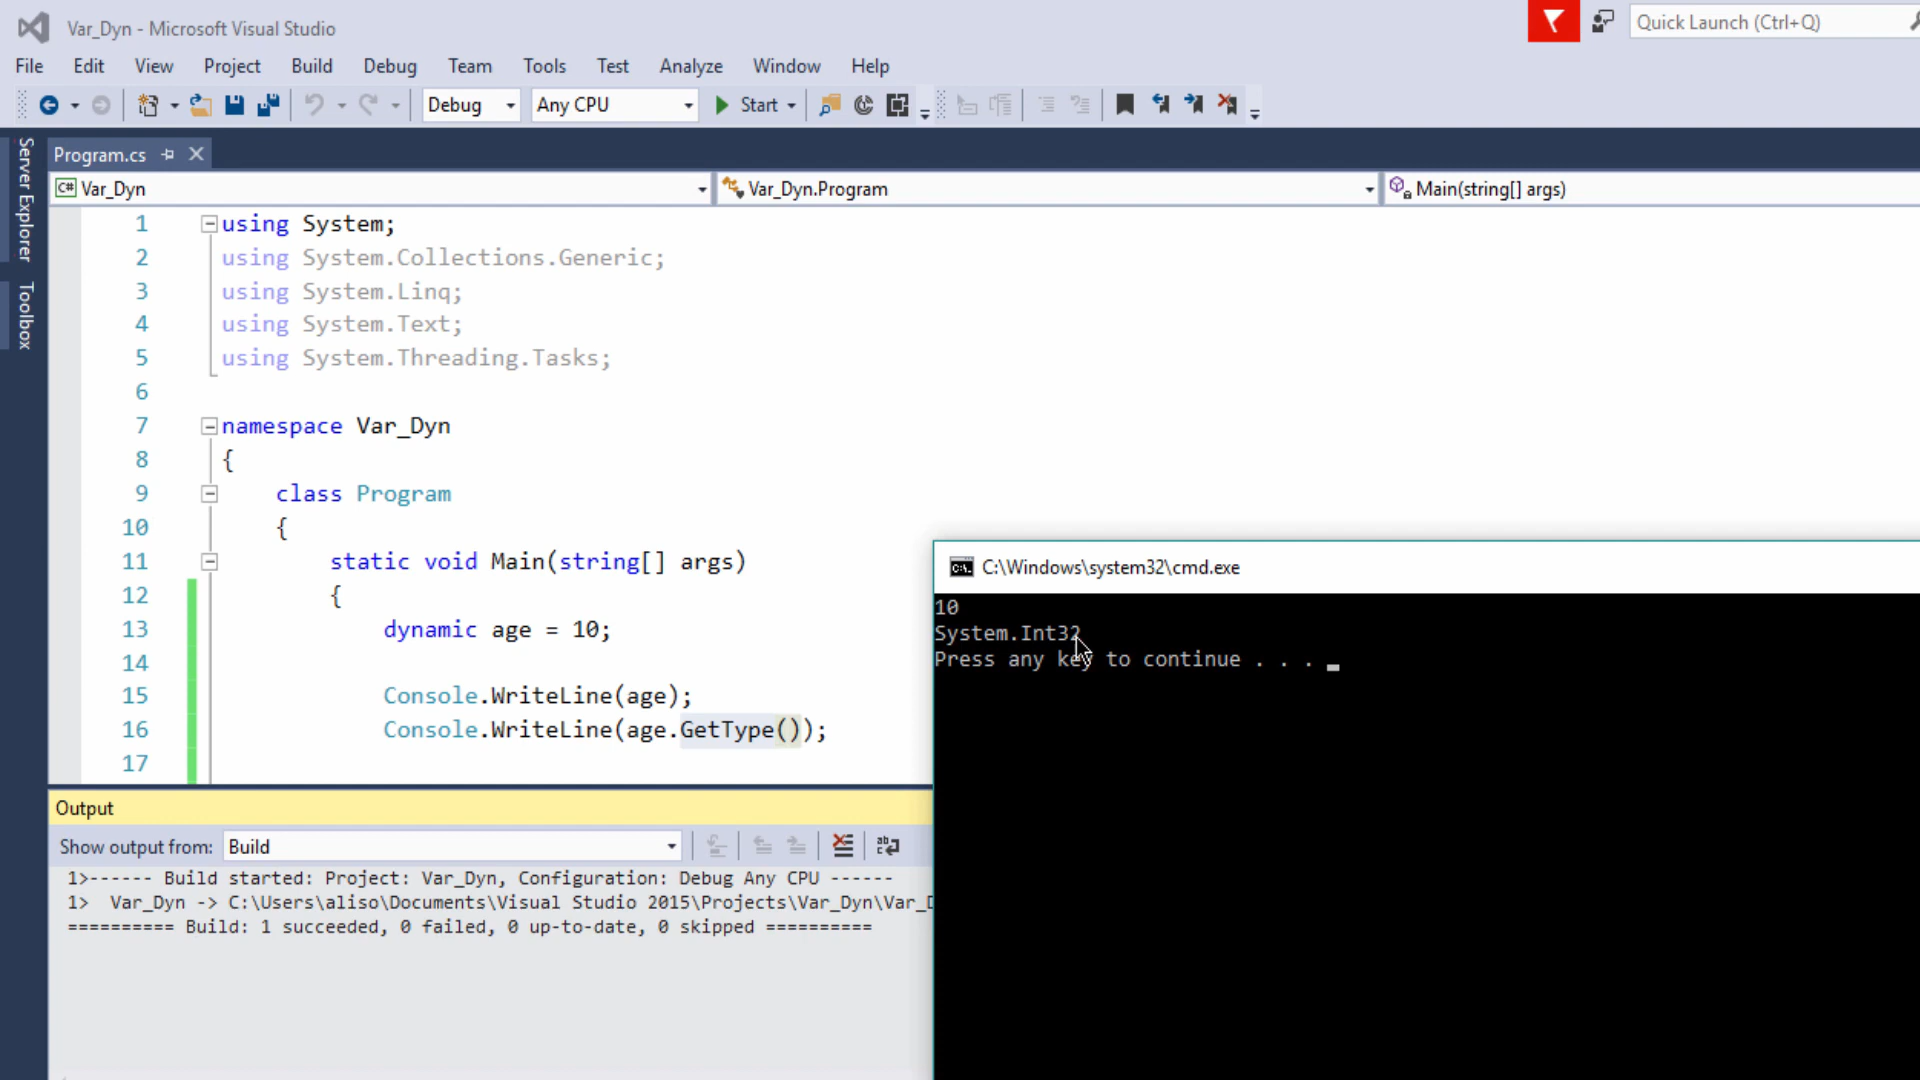 Var_Dyn - Microsoft Visual Studio
Quick Launch (Ctrl+Q)
File Edit View Project Build Debug Team Tools Test Analyze Window Help
Debug Any CPU Start
Server Explorer
Toolbox
Program.cs
C# Var_Dyn Var_Dyn.Program Main(string[] args)
1 using System;
2 using System.Collections.Generic;
3 using System.Linq;
4 using System.Text;
5 using System.Threading.Tasks;
6
7 namespace Var_Dyn
8 {
9 class Program
10 {
11 static void Main(string[] args)
12 {
13 dynamic age = 10;
14
15 Console.WriteLine(age);
16 Console.WriteLine(age.GetType());
17
C:\Windows\system32\cmd.exe
10
System.Int32
Press any key to continue . . .
Output
Show output from: Build
1>------ Build started: Project: Var_Dyn, Configuration: Debug Any CPU ------
1> Var_Dyn -> C:\Users\aliso\Documents\Visual Studio 2015\Projects\Var_Dyn\Var_D
========== Build: 1 succeeded, 0 failed, 0 up-to-date, 0 skipped ==========